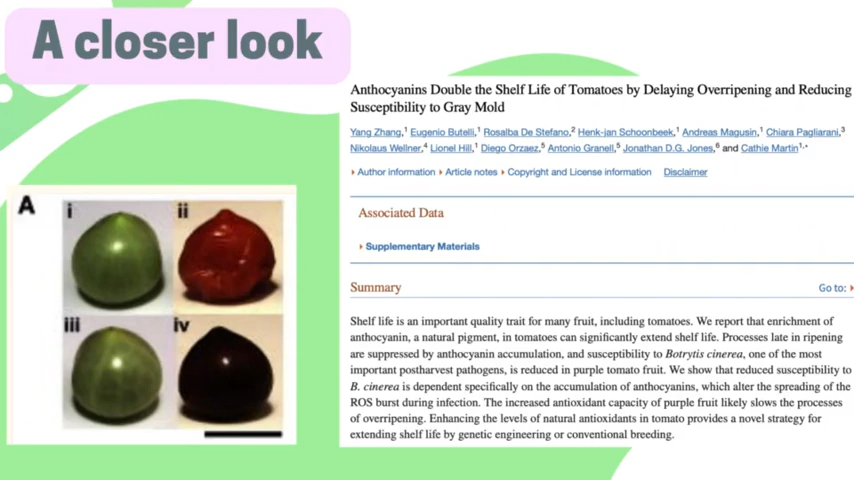 A closer look
Anthocyanins Double the Shelf Life of Tomatoes by Delaying Overripening and Reducing
Susceptibility to Gray Mold
Yang Zhang,1 Eugenio Butelli,1 Rosalba De Stefano,2 Henk-jan Schoonbeek,1 Andreas Magusin,1 Chiara Pagliarani,3
Nikolaus Wellner,4 Lionel Hill,1 Diego Orzaez,5 Antonio Granell,5 Jonathan D.G. Jones,6 and Cathie Martin1,*
Author information Article notes Copyright and License information Disclaimer
Associated Data
Supplementary Materials
Summary
Go to:
Shelf life is an important quality trait for many fruit, including tomatoes. We report that enrichment of
anthocyanin, a natural pigment, in tomatoes can significantly extend shelf life. Processes late in ripening
are suppressed by anthocyanin accumulation, and susceptibility to Botrytis cinerea, one of the most
important postharvest pathogens, is reduced in purple tomato fruit. We show that reduced susceptibility to
B. cinerea is dependent specifically on the accumulation of anthocyanins, which alter the spreading of the
ROS burst during infection. The increased antioxidant capacity of purple fruit likely slows the processes
of overripening. Enhancing the levels of natural antioxidants in tomato provides a novel strategy for
extending shelf life by genetic engineering or conventional breeding.
A
i
ii
iii
iv